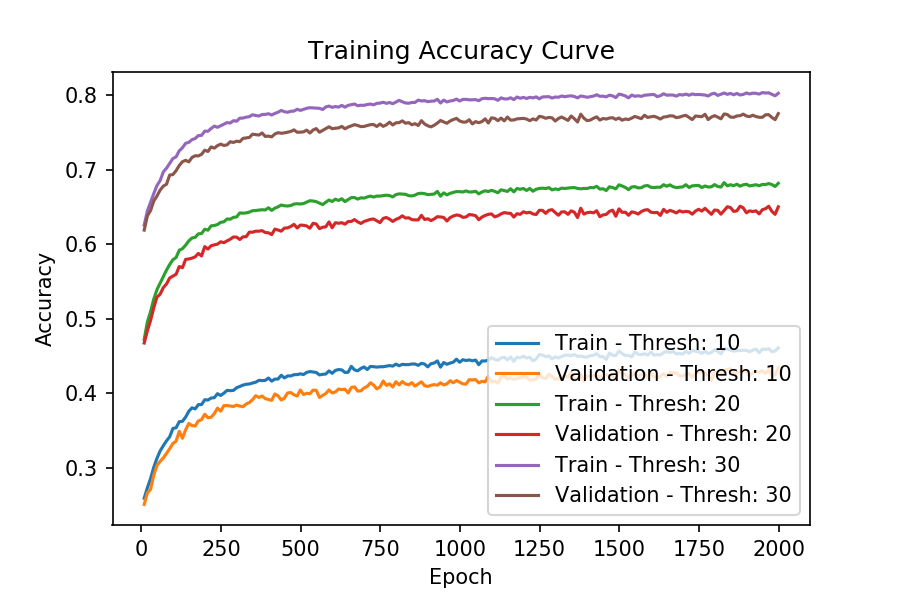 Training Accuracy Curve
Accuracy
0.8
0.7
0.6
0.5
0.4
0.3
Train - Thresh: 10
Validation - Thresh: 10
Train - Thresh: 20
Validation - Thresh: 20
Train - Thresh: 30
Validation - Thresh: 30
0 250 500 750 1000 1250 1500 1750 2000
Epoch